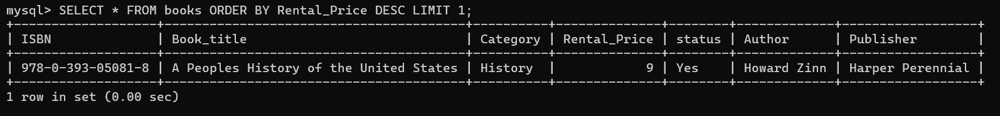 mysql> SELECT * FROM books ORDER BY Rental_Price DESC LIMIT 1;
+-------------------+----------------------------------------+----------+--------------+--------+-------------+------------------+
| ISBN              | Book_title                             | Category | Rental_Price | status | Author      | Publisher        |
+-------------------+----------------------------------------+----------+--------------+--------+-------------+------------------+
| 978-0-393-05081-8 | A Peoples History of the United States | History  |            9 | Yes    | Howard Zinn | Harper Perennial |
+-------------------+----------------------------------------+----------+--------------+--------+-------------+------------------+
1 row in set (0.00 sec)